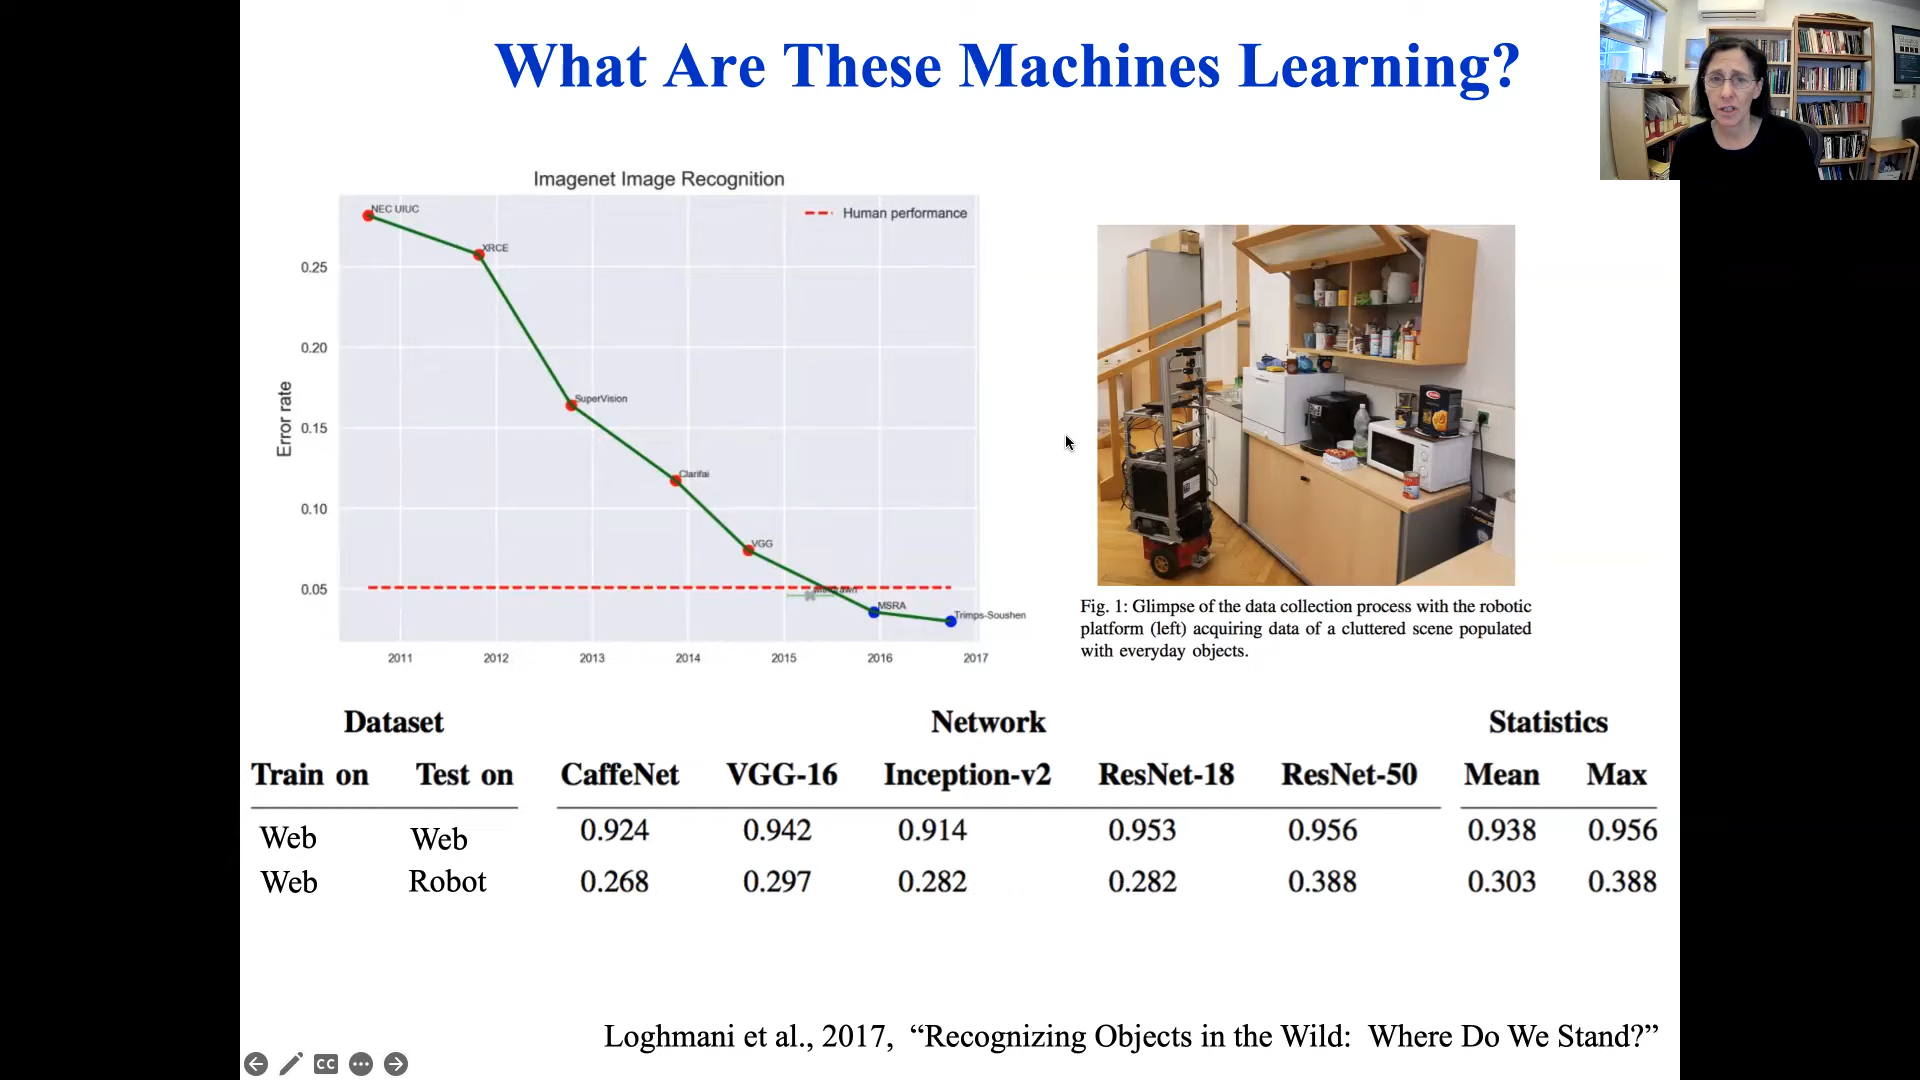 What Are These Machines Learning?
Imagenet Image Recognition
NEC UIUC
Human performance
XRCE
0.25
0.20
SuperVision
Error rate
0.15
Clarifai
0.10
VGG
0.05
MSRA
Trimps-Soushen
2011 2012 2013 2014 2015 2016 2017
Fig. 1: Glimpse of the data collection process with the robotic
platform (left) acquiring data of a cluttered scene populated
with everyday objects.
Dataset Network Statistics
Train on Test on CaffeNet VGG-16 Inception-v2 ResNet-18 ResNet-50 Mean Max
Web Web 0.924 0.942 0.914 0.953 0.956 0.938 0.956
Web Robot 0.268 0.297 0.282 0.282 0.388 0.303 0.388
Loghmani et al., 2017, “Recognizing Objects in the Wild: Where Do We Stand?”
CC